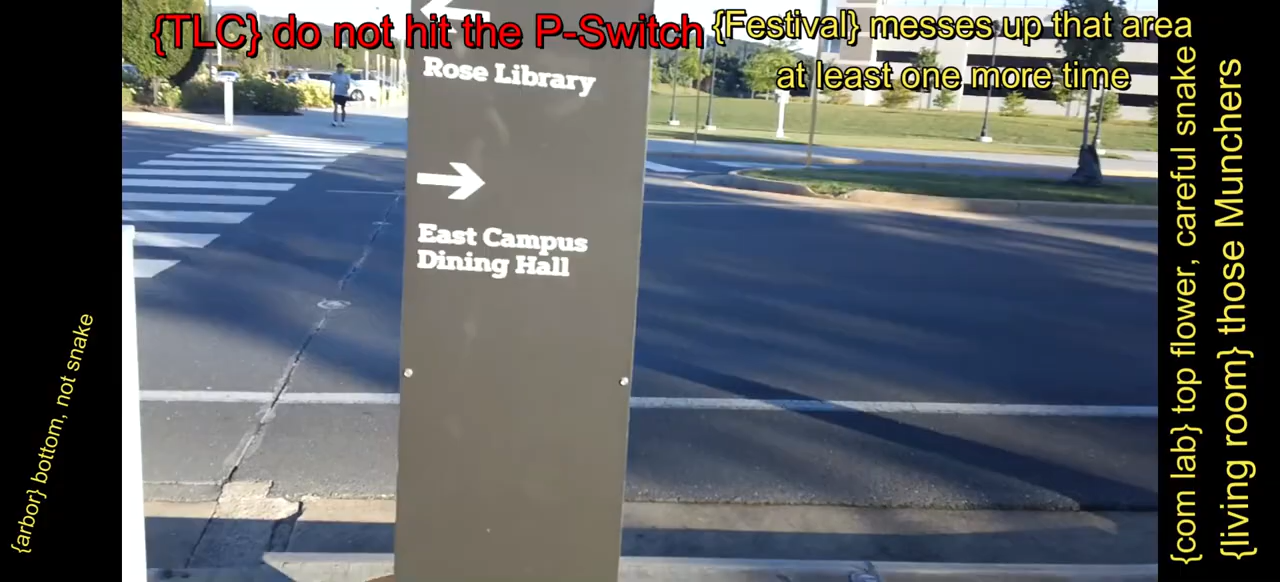 {TLC} do not hit the P-Switch
{Festival} messes up that area
at least one more time
Rose Library
East Campus
Dining Hall
{arbor} bottom, not snake
{com lab} top flower, careful snake
{living room} those Munchers